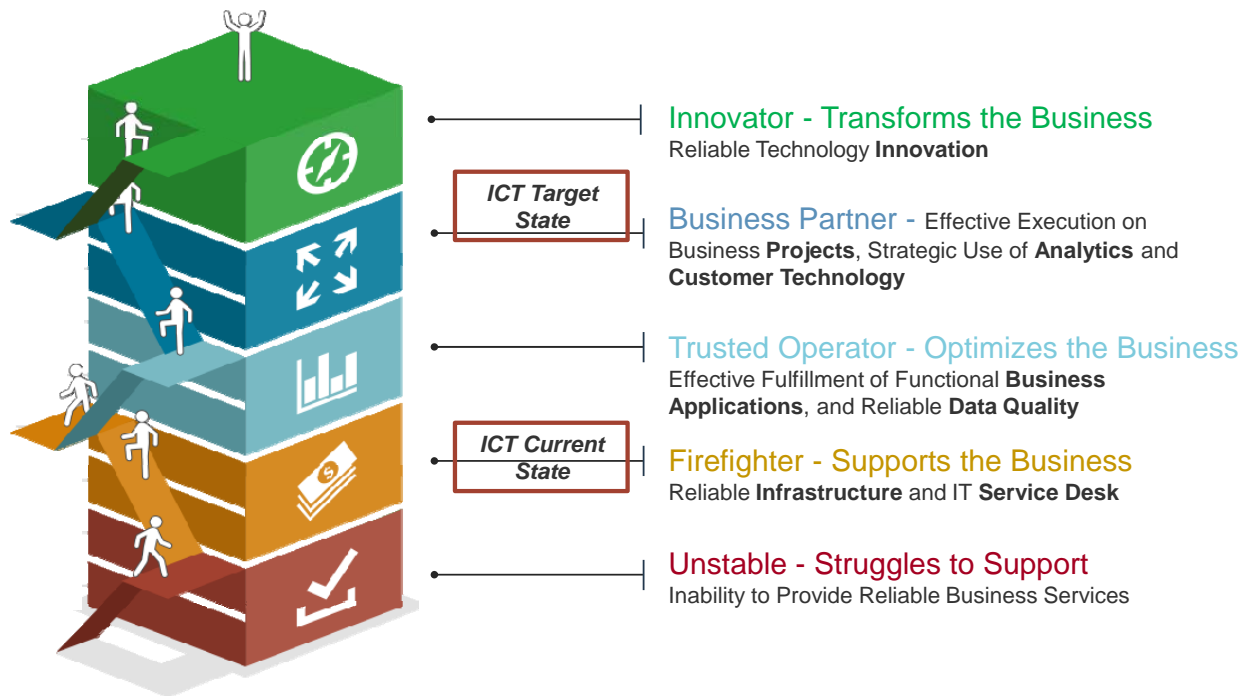 Innovator - Transforms the Business
Reliable Technology Innovation
ICT Target
State
Business Partner - Effective Execution on
Business Projects, Strategic Use of Analytics and
Customer Technology
Trusted Operator - Optimizes the Business
Effective Fulfillment of Functional Business
Applications, and Reliable Data Quality
ICT Current
State
Firefighter - Supports the Business
Reliable Infrastructure and IT Service Desk
$
Unstable - Struggles to Support
Inability to Provide Reliable Business Services